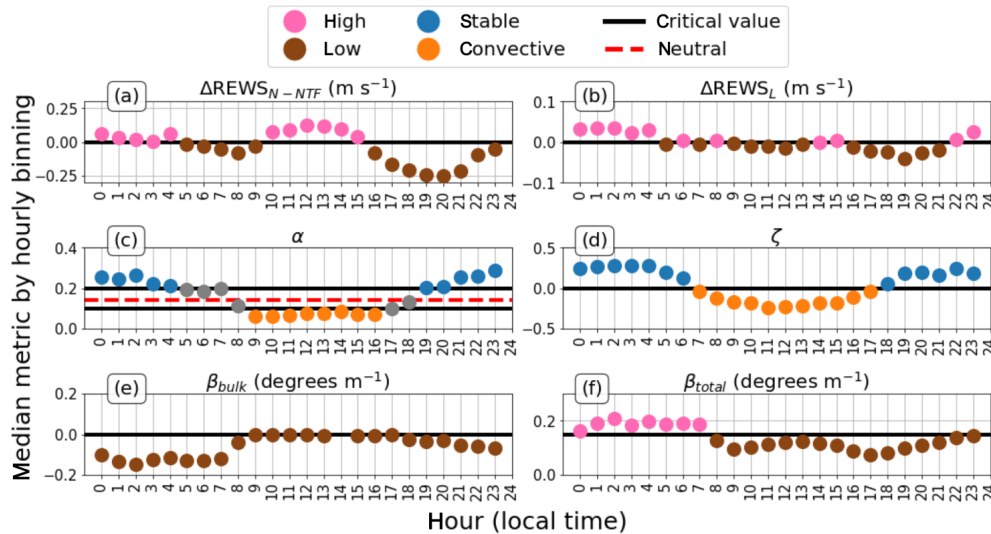 High Stable Critical value
Low Convective Neutral
Median metric by hourly binning
(a) ΔREWS_{N−NTF} (m s⁻¹)
0.25
0.00
−0.25
0 1 2 3 4 5 6 7 8 9 10 11 12 13 14 15 16 17 18 19 20 21 22 23 24
(b) ΔREWS_L (m s⁻¹)
0.1
0.0
−0.1
0 1 2 3 4 5 6 7 8 9 10 11 12 13 14 15 16 17 18 19 20 21 22 23 24
(c) α
0.4
0.2
0.0
0 1 2 3 4 5 6 7 8 9 10 11 12 13 14 15 16 17 18 19 20 21 22 23 24
(d) ζ
0.5
0.0
−0.5
0 1 2 3 4 5 6 7 8 9 10 11 12 13 14 15 16 17 18 19 20 21 22 23 24
(e) β_{bulk} (degrees m⁻¹)
0.2
0.0
−0.2
0 1 2 3 4 5 6 7 8 9 10 11 12 13 14 15 16 17 18 19 20 21 22 23 24
(f) β_{total} (degrees m⁻¹)
0.2
0.0
0 1 2 3 4 5 6 7 8 9 10 11 12 13 14 15 16 17 18 19 20 21 22 23 24
Hour (local time)